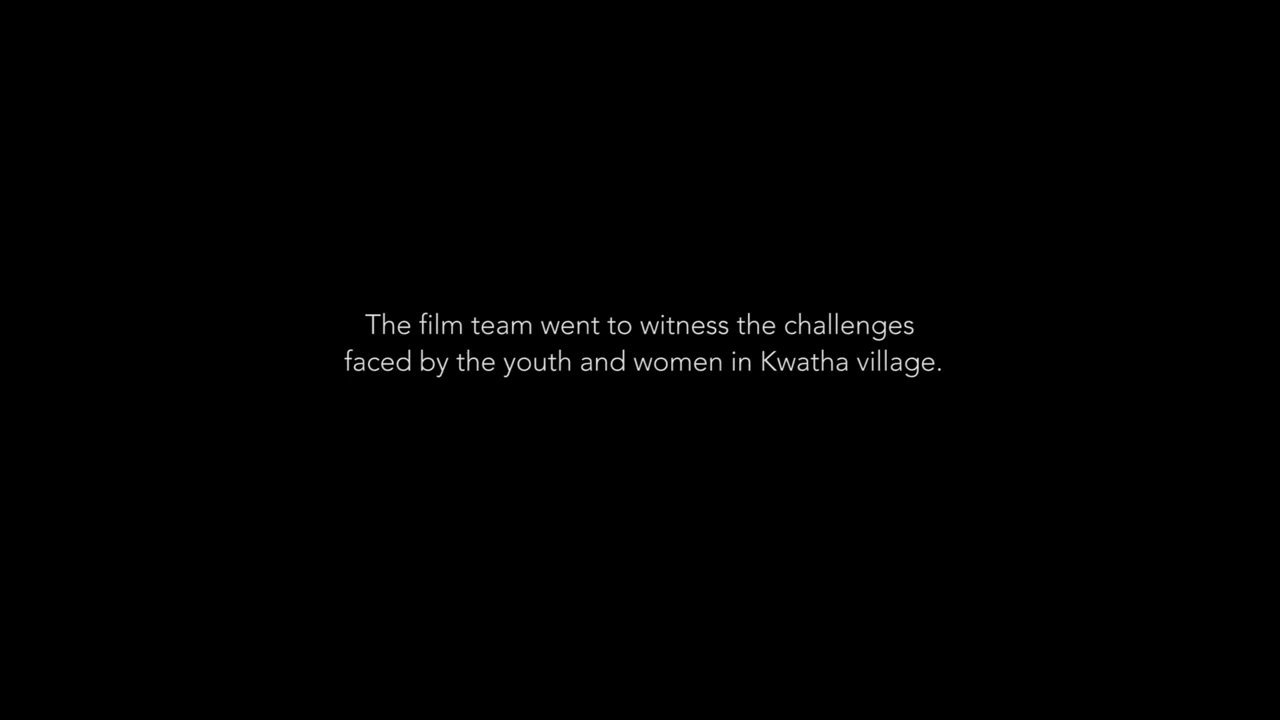 The film team went to witness the challenges
faced by the youth and women in Kwatha village.